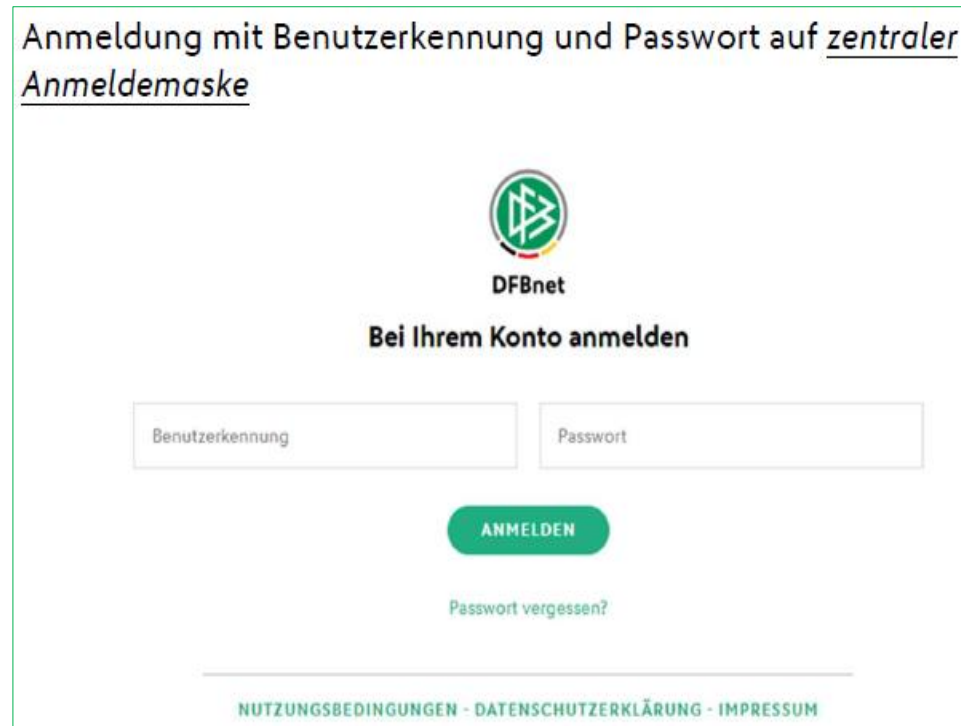 Anmeldung mit Benutzerkennung und Passwort auf zentraler
Anmeldemaske
DFB
DFBnet
Bei Ihrem Konto anmelden
Benutzerkennung
Passwort
ANMELDEN
Passwort vergessen?
NUTZUNGSBEDINGUNGEN - DATENSCHUTZERKLÄRUNG - IMPRESSUM